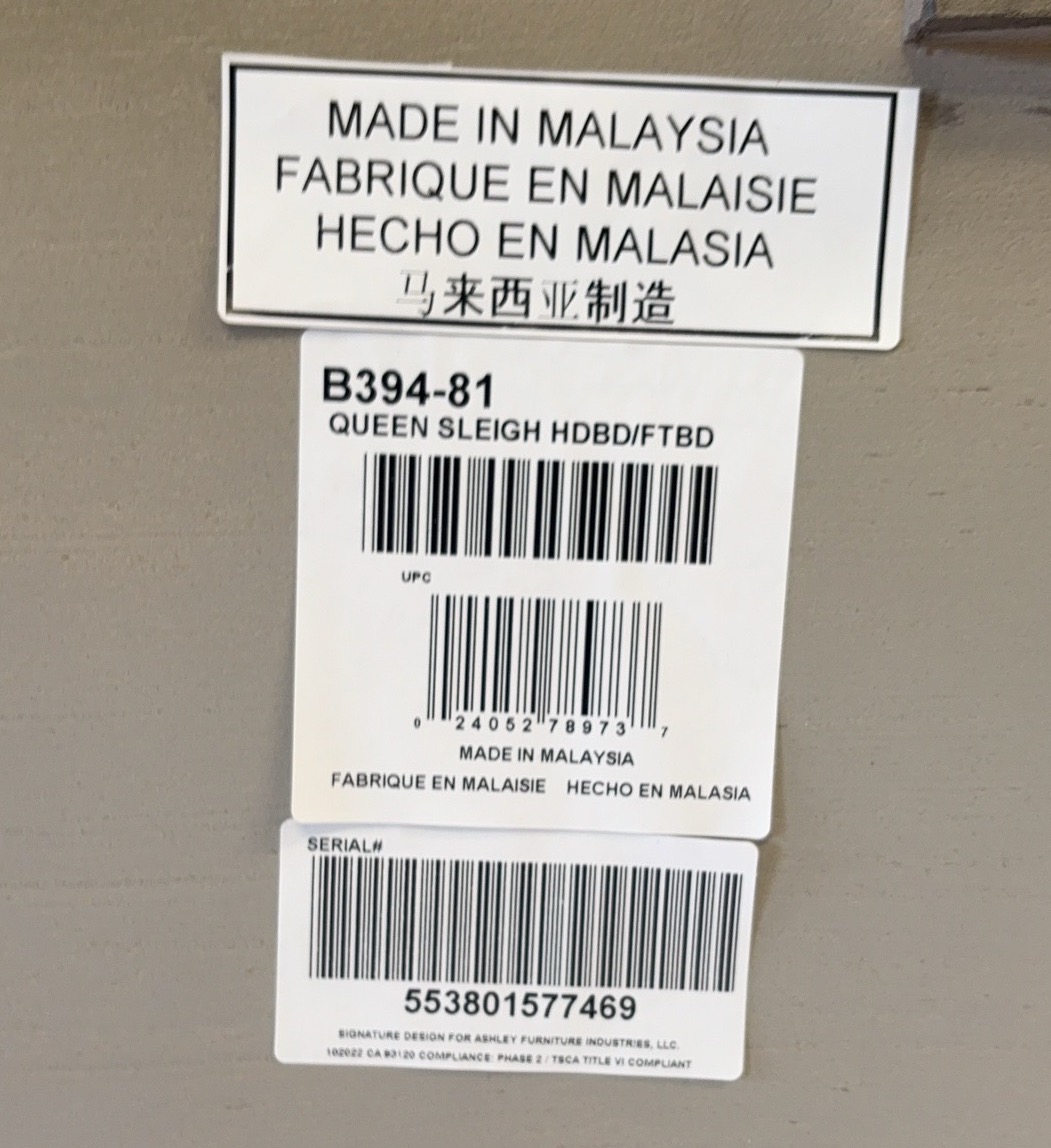 MADE IN MALAYSIA
FABRIQUE EN MALAISIE
HECHO EN MALASIA
马来西亚制造
B394-81
QUEEN SLEIGH HDBD/FTBD
UPC
0 24052 78973 7
MADE IN MALAYSIA
FABRIQUE EN MALAISIE HECHO EN MALASIA
SERIAL#
553801577469
SIGNATURE DESIGN FOR ASHLEY FURNITURE INDUSTRIES, LLC.
102022 CA 93120 COMPLIANCE: PHASE 2 / TSCA TITLE VI COMPLIANT